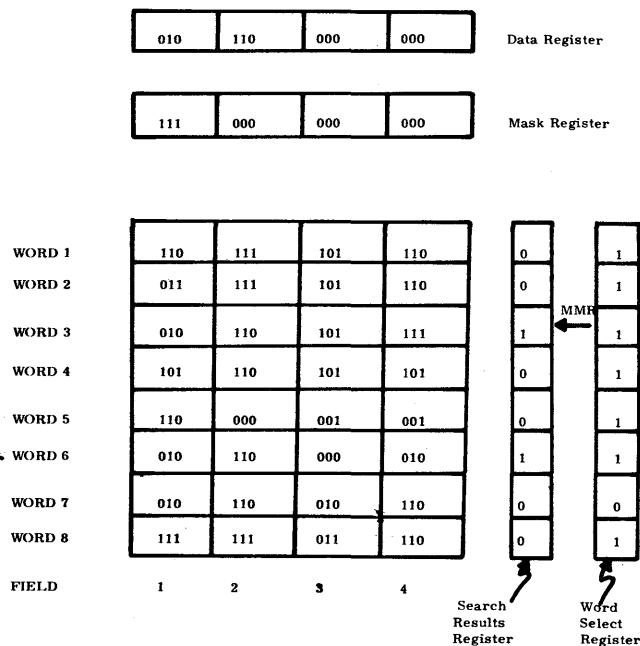 010 110 000 000 Data Register
111 000 000 000 Mask Register
WORD 1 110 111 101 110 0 1
WORD 2 011 111 101 110 0 1
MMR
WORD 3 010 110 101 111 1 1
WORD 4 101 110 101 101 0 1
WORD 5 110 000 001 001 0 1
WORD 6 010 110 000 010 1 1
WORD 7 010 110 010 110 0 0
WORD 8 111 111 011 110 0 1
FIELD 1 2 3 4
Search Word
Results Select
Register Register